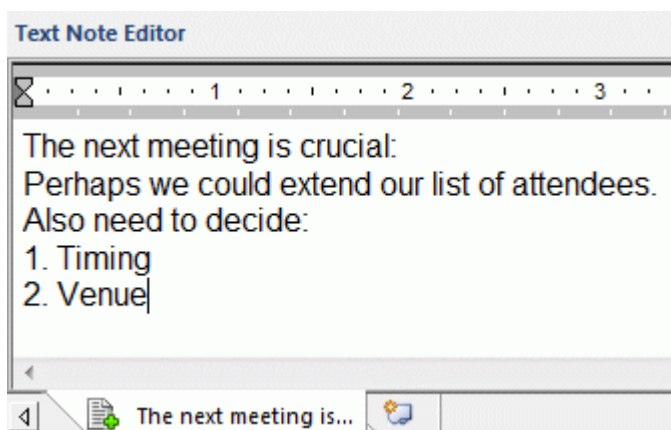 Text Note Editor
1 2 3
The next meeting is crucial:
Perhaps we could extend our list of attendees.
Also need to decide:
1. Timing
2. Venue
The next meeting is...